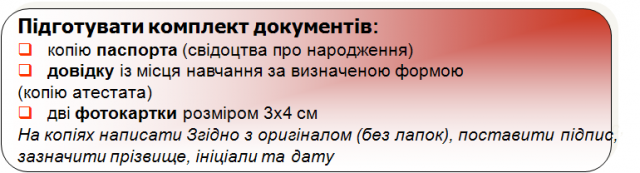 Підготувати комплект документів:
копію паспорта (свідоцтва про народження)
довідку із місця навчання за визначеною формою
(копію атестата)
дві фотокартки розміром 3х4 см
На копіях написати Згідно з оригіналом (без лапок), поставити підпис,
зазначити прізвище, ініціали та дату